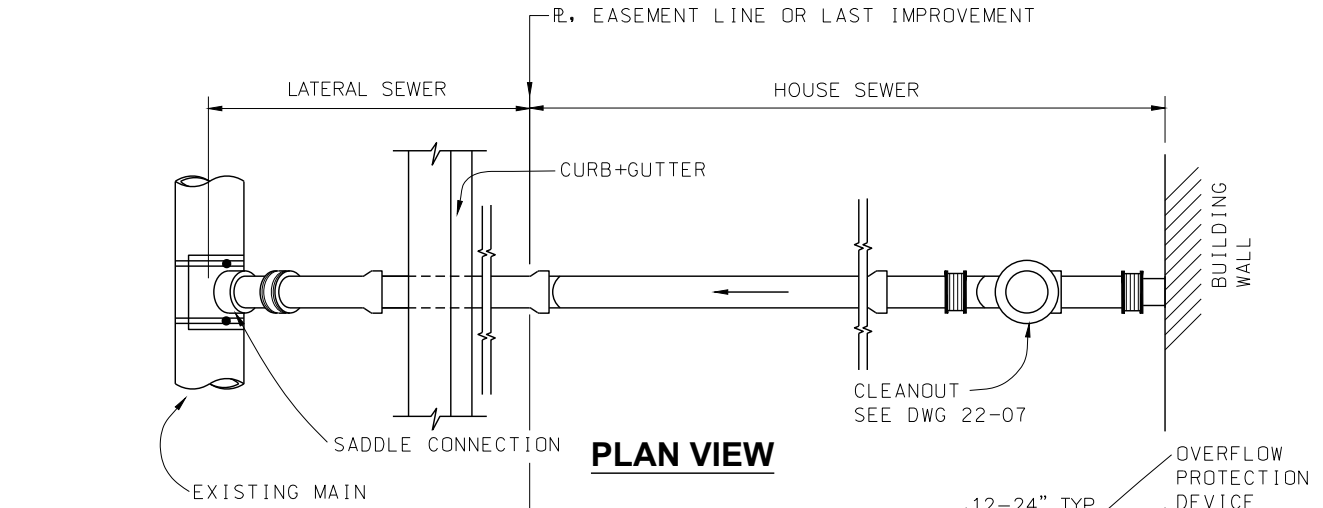 ℄, EASEMENT LINE OR LAST IMPROVEMENT
LATERAL SEWER
HOUSE SEWER
CURB+GUTTER
BUILDING
WALL
CLEANOUT
SEE DWG 22-07
SADDLE CONNECTION
PLAN VIEW
EXISTING MAIN
OVERFLOW
PROTECTION
DEVICE
12-24" TYP